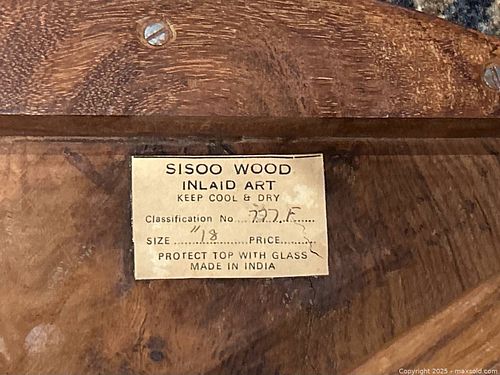 SISOO WOOD
INLAID ART
KEEP COOL & DRY
Classification No ...777 F......
SIZE ...."18...........PRICE..........
PROTECT TOP WITH GLASS
MADE IN INDIA
Copyright 2025 - maxsold.com